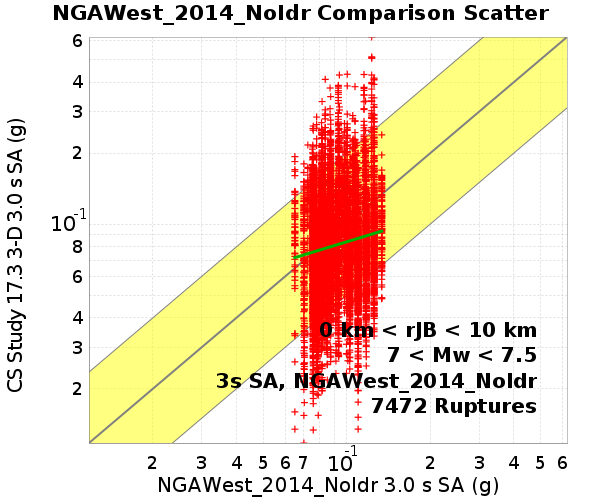 NGAWest_2014_NoIdr Comparison Scatter
CS Study 17.3 3-D 3.0 s SA (g)
6
4
3
2
10-1
8
6
4
3
2
0 km < rJB < 10 km
7 < Mw < 7.5
3s SA, NGAWest_2014_NoIdr
7472 Ruptures
2 3 4 5 6 7 10-1 2 3 4 5 6
NGAWest_2014_NoIdr 3.0 s SA (g)